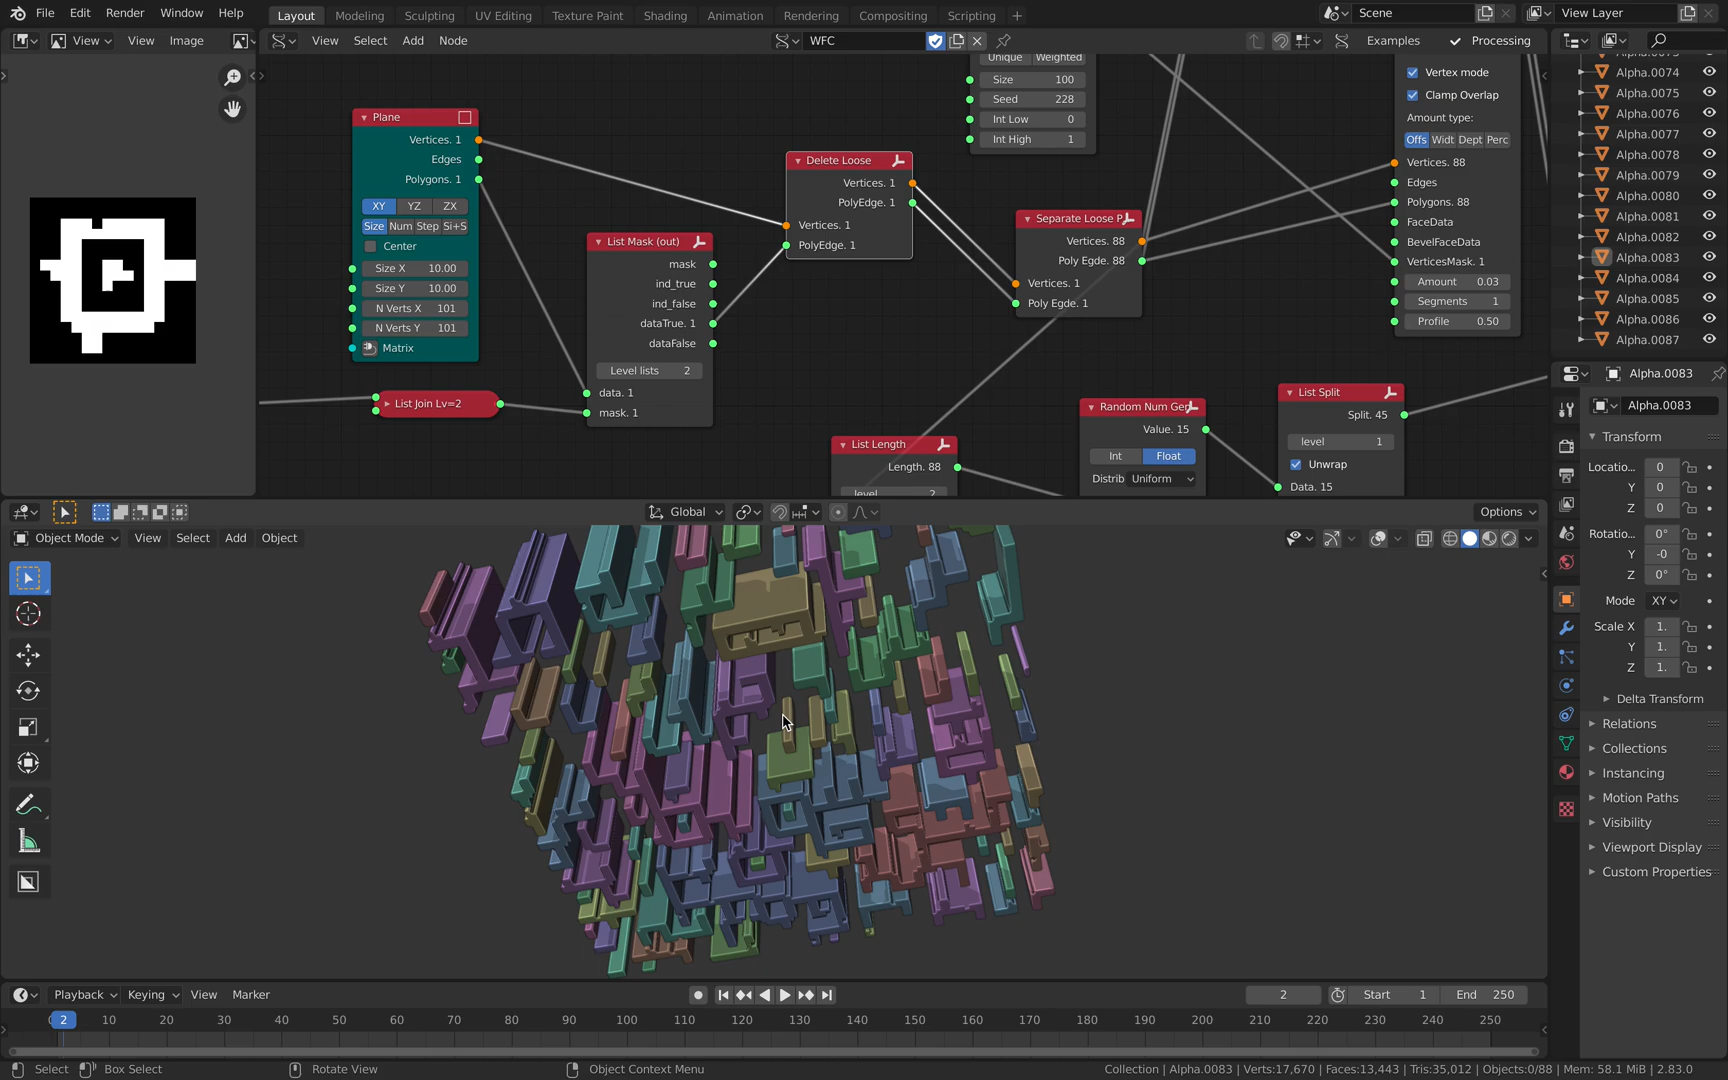 File Edit Render Window Help
Layout Modeling Sculpting UV Editing Texture Paint Shading Animation Rendering Compositing Scripting +
Scene
View Layer
View View Image
View Select Add Node
WFC
Examples Processing
Plane
Vertices. 1
Edges
Polygons. 1
XY YZ ZX
Size Num Step Si+S
Center
Size X 10.00
Size Y 10.00
N Verts X 101
N Verts Y 101
Matrix
List Join Lv=2
List Mask (out)
mask
ind_true
ind_false
dataTrue. 1
dataFalse
Level lists 2
data. 1
mask. 1
Delete Loose
Vertices. 1
PolyEdge. 1
Vertices. 1
PolyEdge. 1
Unique Weighted
Size 100
Seed 228
Int Low 0
Int High 1
Separate Loose P
Vertices. 88
Poly Egde. 88
Vertices. 1
Poly Egde. 1
List Length
Length. 88
level 2
Random Num Ger
Value. 15
Int Float
Distrib Uniform
List Split
Split. 45
level 1
Unwrap
Data. 15
Vertex mode
Clamp Overlap
Amount type:
Offs Widt Dept Perc
Vertices. 88
Edges
Polygons. 88
FaceData
BevelFaceData
VerticesMask. 1
Amount 0.03
Segments 1
Profile 0.50
Alpha.0074
Alpha.0075
Alpha.0076
Alpha.0077
Alpha.0078
Alpha.0079
Alpha.0080
Alpha.0081
Alpha.0082
Alpha.0083
Alpha.0084
Alpha.0085
Alpha.0086
Alpha.0087
Alpha.0083
Alpha.0083
Transform
Locatio... 0
Y 0
Z 0
Rotatio... 0°
Y -0
Z 0°
Mode XY
Scale X 1.
Y 1.
Z 1.
Delta Transform
Relations
Collections
Instancing
Motion Paths
Visibility
Viewport Display
Custom Properties
Global
Options
Object Mode View Select Add Object
Playback Keying View Marker
2 Start 1 End 250
2 10 20 30 40 50 60 70 80 90 100 110 120 130 140 150 160 170 180 190 200 210 220 230 240 250
Select Box Select Rotate View Object Context Menu
Collection | Alpha.0083 | Verts:17,670 | Faces:13,443 | Tris:35,012 | Objects:0/88 | Mem: 58.1 MiB | 2.83.0